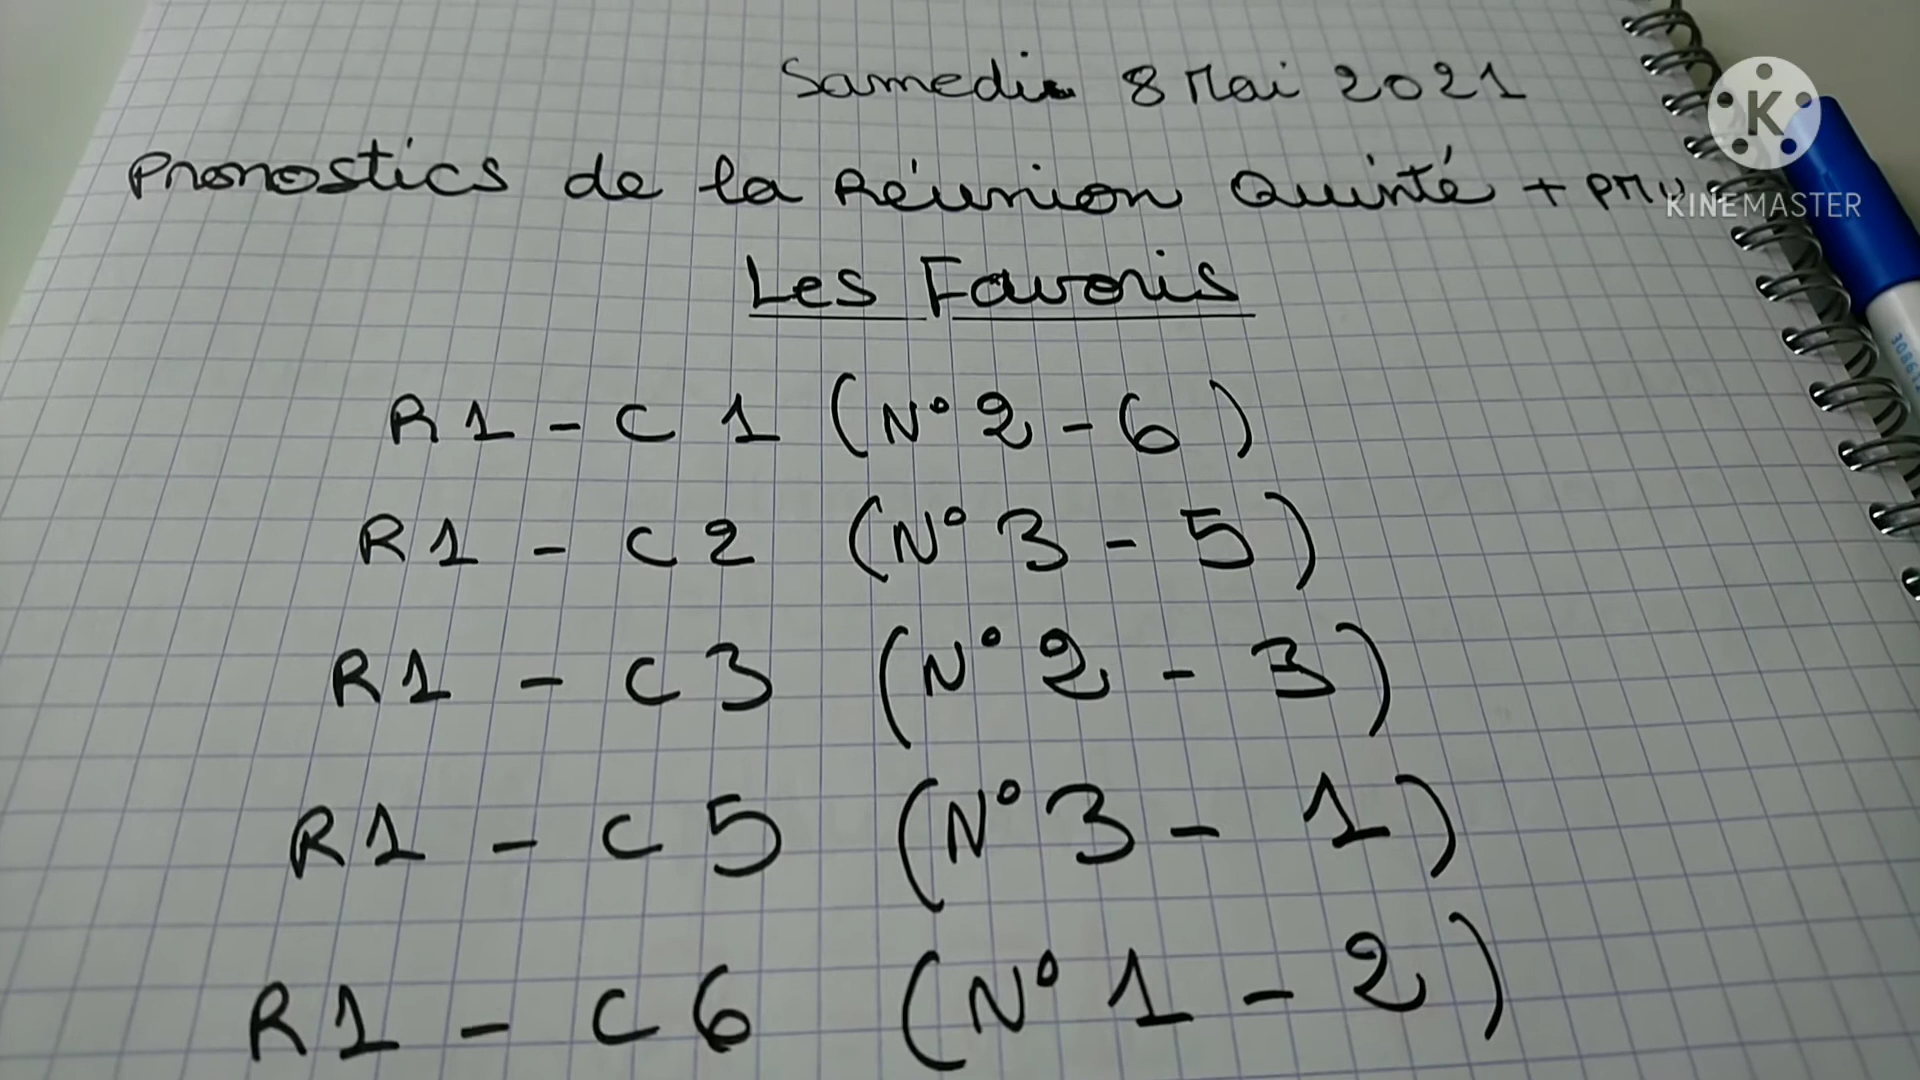 Samedi 8 Mai 2021
Pronostics de la Réunion Quinté + PMU
KINEMASTER
Les Favoris
R1 - C1 (N° 2 - 6)
R1 - C2 (N° 3 - 5)
R1 - C3 (N° 2 - 3)
R1 - C5 (N° 3 - 1)
R1 - C6 (N° 1 - 2)